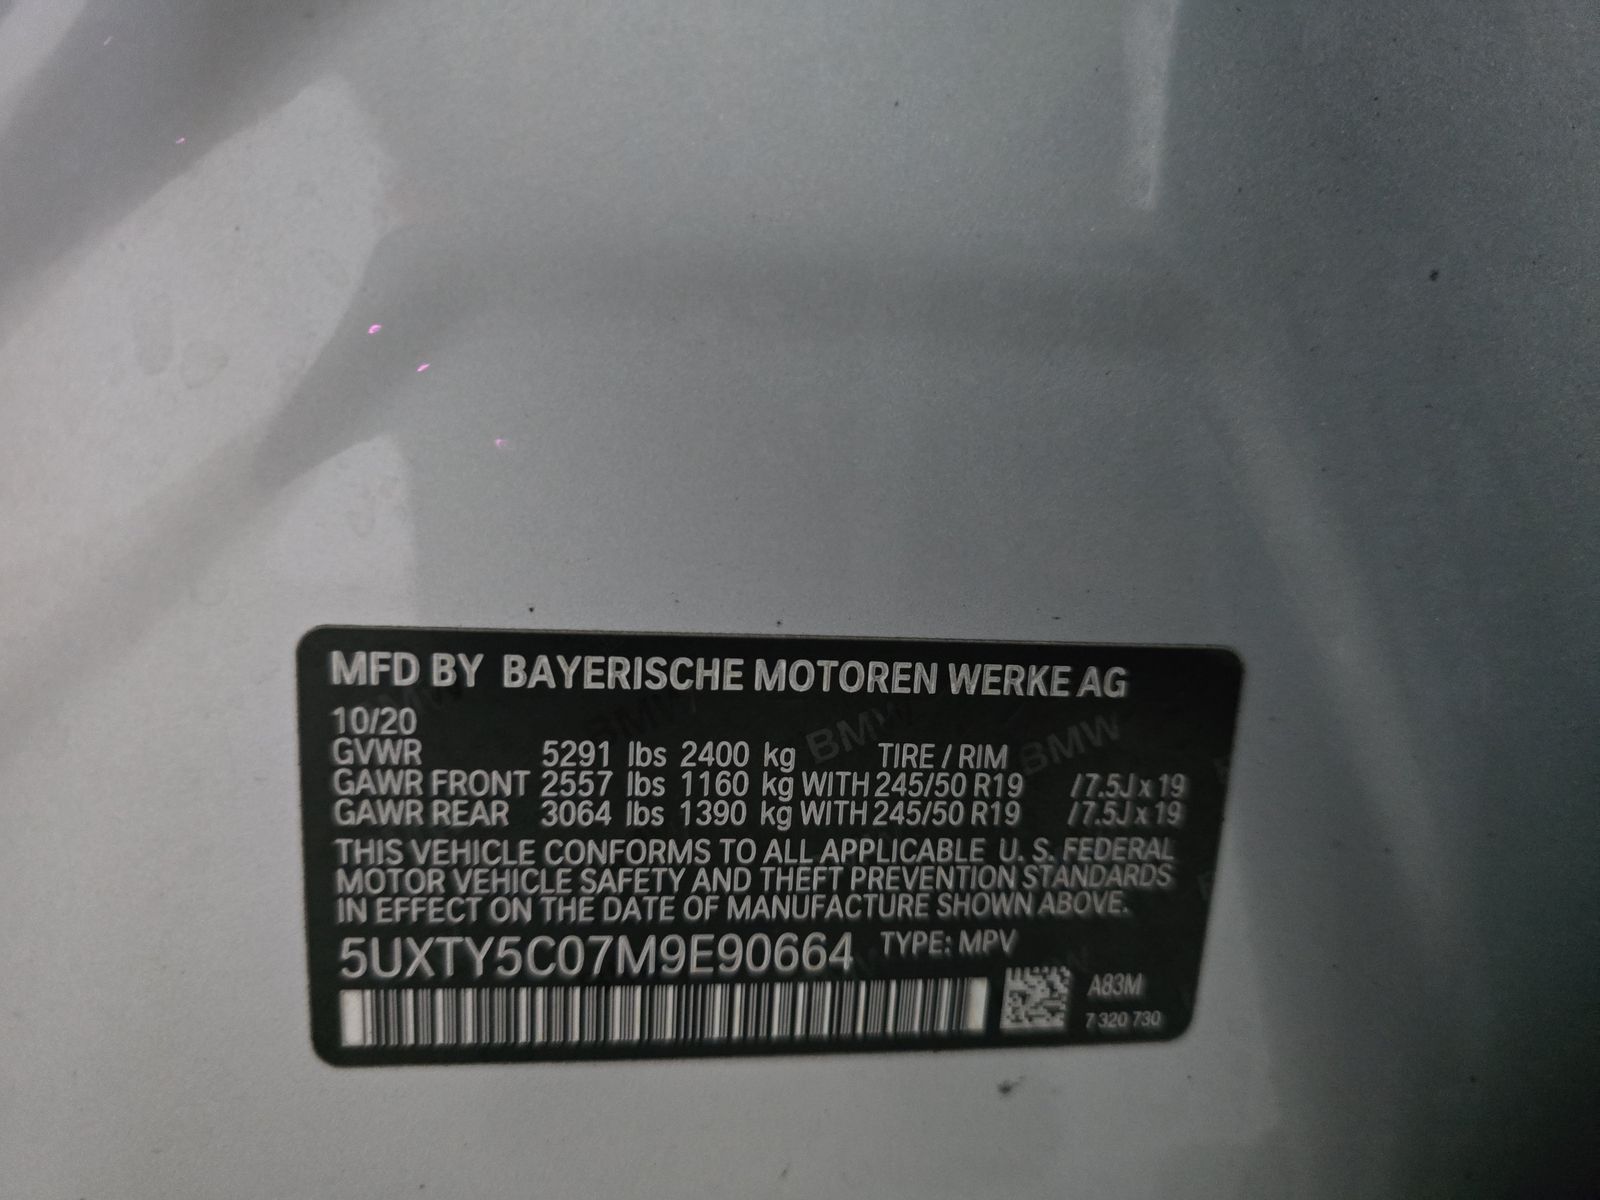 MFD BY BAYERISCHE MOTOREN WERKE AG
10/20
GVWR 5291 lbs 2400 kg TIRE / RIM
GAWR FRONT 2557 lbs 1160 kg WITH 245/50 R19 / 7.5J x 19
GAWR REAR 3064 lbs 1390 kg WITH 245/50 R19 / 7.5J x 19
THIS VEHICLE CONFORMS TO ALL APPLICABLE U. S. FEDERAL
MOTOR VEHICLE SAFETY AND THEFT PREVENTION STANDARDS
IN EFFECT ON THE DATE OF MANUFACTURE SHOWN ABOVE.
5UXTY5C07M9E90664 TYPE: MPV
A83M
7 320 730